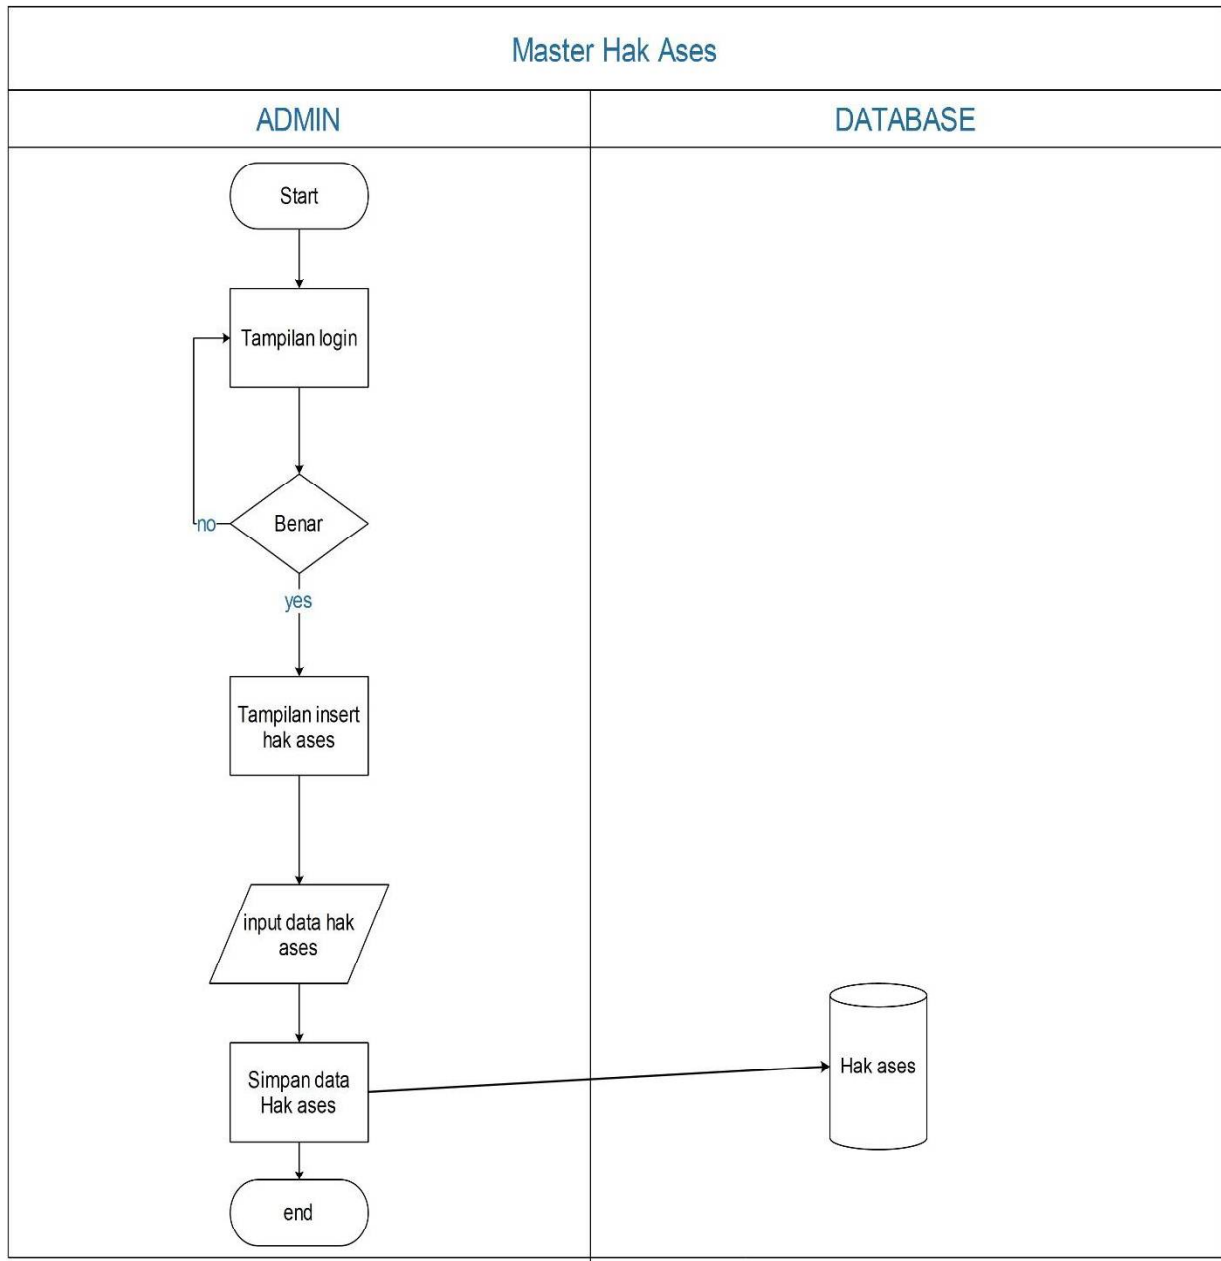 Master Hak Ases
ADMIN
DATABASE
Start
Tampilan login
Benar
no
yes
Tampilan insert
hak ases
input data hak
ases
Simpan data
Hak ases
Hak ases
end